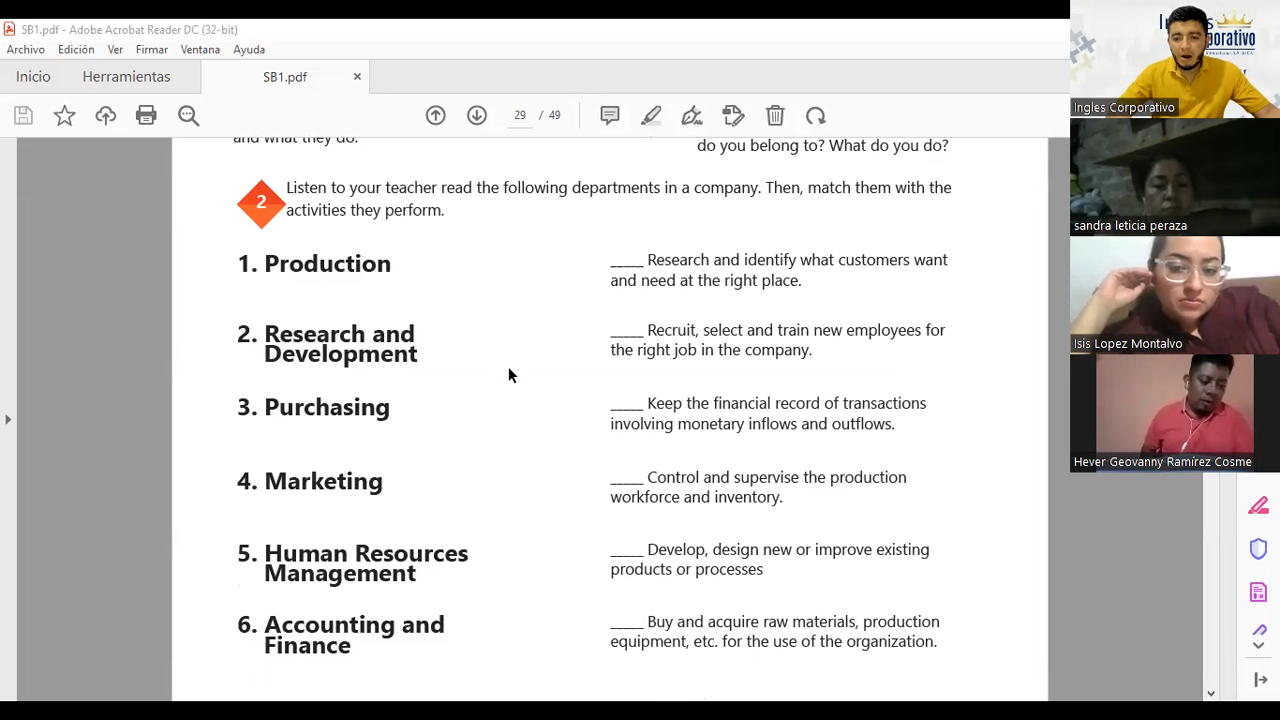 SB1.pdf - Adobe Acrobat Reader DC (32-bit)
Archivo Edición Ver Firmar Ventana Ayuda
Inicio Herramientas SB1.pdf ×
29 / 49
and what they do.
do you belong to? What do you do?
2
Listen to your teacher read the following departments in a company. Then, match them with the
activities they perform.
1. Production
_____ Research and identify what customers want
and need at the right place.
2. Research and
Development
_____ Recruit, select and train new employees for
the right job in the company.
3. Purchasing
_____ Keep the financial record of transactions
involving monetary inflows and outflows.
4. Marketing
_____ Control and supervise the production
workforce and inventory.
5. Human Resources
Management
_____ Develop, design new or improve existing
products or processes
6. Accounting and
Finance
_____ Buy and acquire raw materials, production
equipment, etc. for the use of the organization.
Ingles Corporativo
sandra leticia peraza
Isis Lopez Montalvo
Hever Geovanny Ramírez Cosme